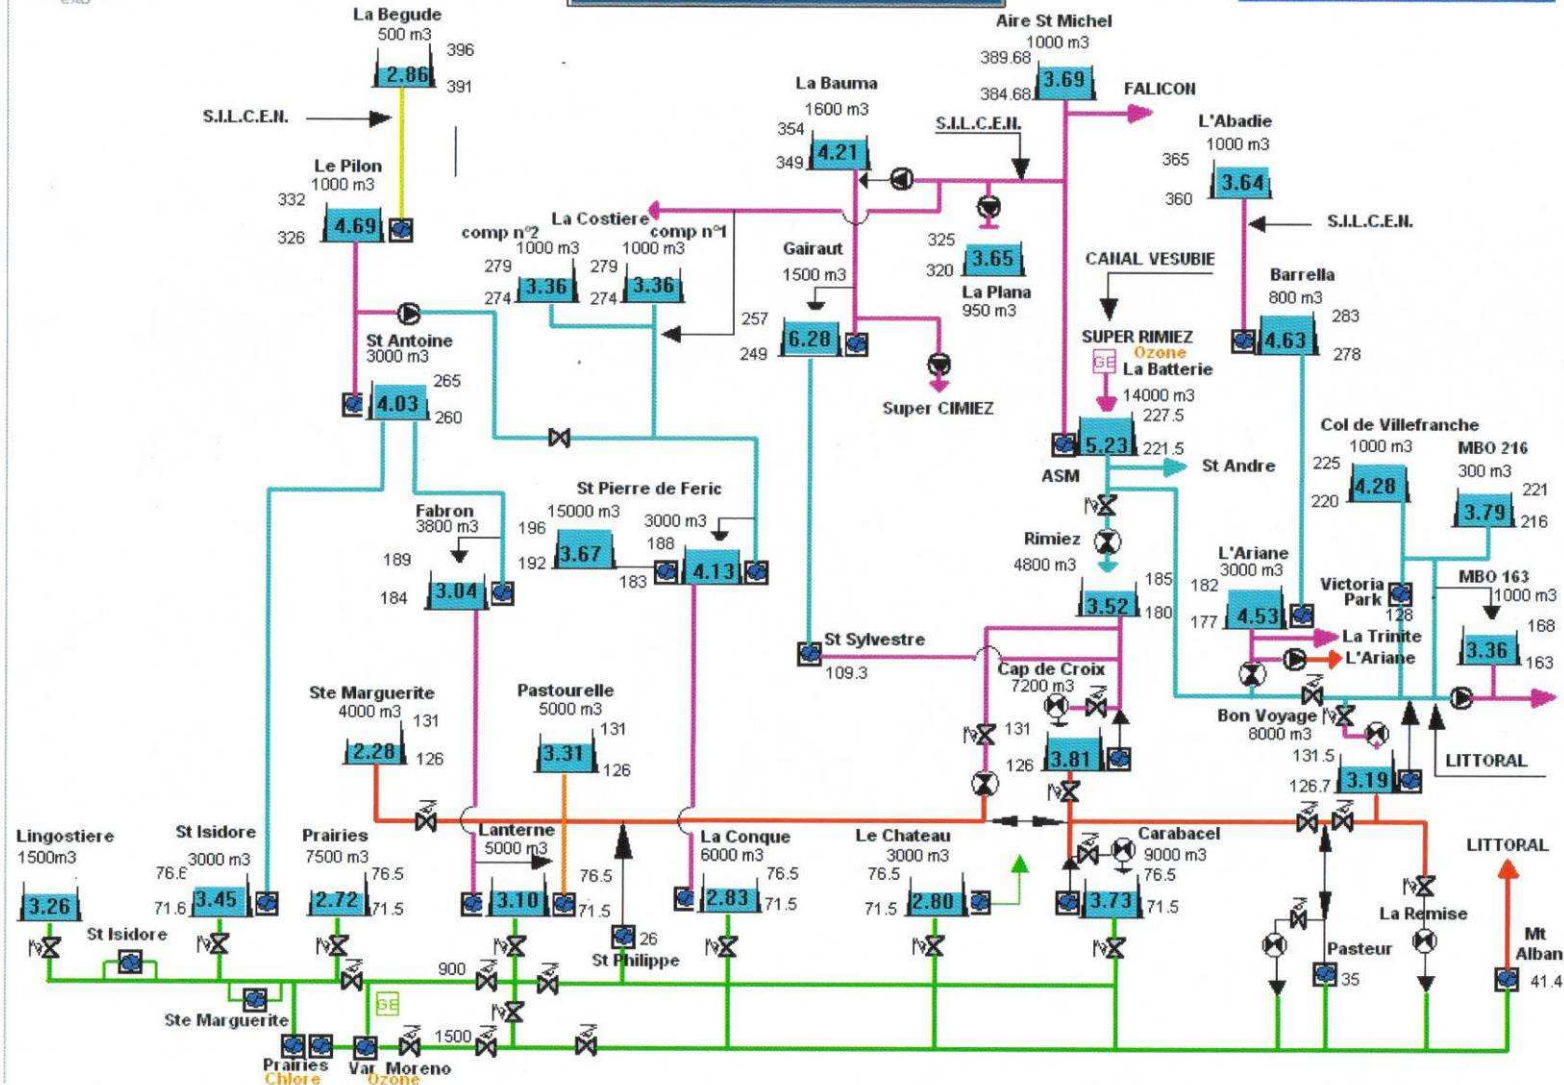 La Begude
500 m3
396
2.86
391
S.I.L.C.E.N.
Le Pilon
1000 m3
332
4.69
326
Aire St Michel
1000 m3
389.68
3.69
384.68
FALICON
La Bauma
1600 m3
354
4.21
349
S.I.L.C.E.N.
L'Abadie
1000 m3
365
3.64
360
S.I.L.C.E.N.
La Costiere
comp n°2
1000 m3
279
3.36
274
comp n°1
1000 m3
279
3.36
274
325
3.65
320
La Plana
950 m3
Gairaut
1500 m3
257
6.28
249
Super CIMIEZ
CANAL VESUBIE
SUPER RIMIEZ
Ozone
GE
La Batterie
14000 m3
227.5
5.23
221.5
ASM
St Andre
Barrella
800 m3
283
4.63
278
St Antoine
3000 m3
265
4.03
260
Col de Villefranche
1000 m3
225
4.28
220
MBO 216
300 m3
221
3.79
216
Fabron
3800 m3
189
3.04
184
St Pierre de Feric
15000 m3
196
3.67
192
3000 m3
188
4.13
183
Rimiez
4800 m3
185
3.52
180
L'Ariane
3000 m3
182
4.53
177
Victoria
Park
128
MBO 163
1000 m3
168
3.36
163
La Trinite
L'Ariane
St Sylvestre
109.3
Ste Marguerite
4000 m3
131
2.28
126
Pastourelle
5000 m3
131
3.31
126
Cap de Croix
7200 m3
131
3.81
126
Bon Voyage
8000 m3
131.5
3.19
126.7
LITTORAL
Lingostiere
1500m3
3.26
St Isidore
3000 m3
3.45
71.6
Prairies
7500 m3
76.5
2.72
71.5
Lanterne
5000 m3
76.5
3.10
71.5
La Conque
6000 m3
76.5
2.83
71.5
Le Chateau
3000 m3
76.5
2.80
71.5
Carabacel
9000 m3
76.5
3.73
71.5
LITTORAL
La Remise
St Isidore
26
St Philippe
Pasteur
35
Mt
Alban
41.4
900
Ste Marguerite
GE
1500
Prairies
Chlore
Var Moreno
Ozone